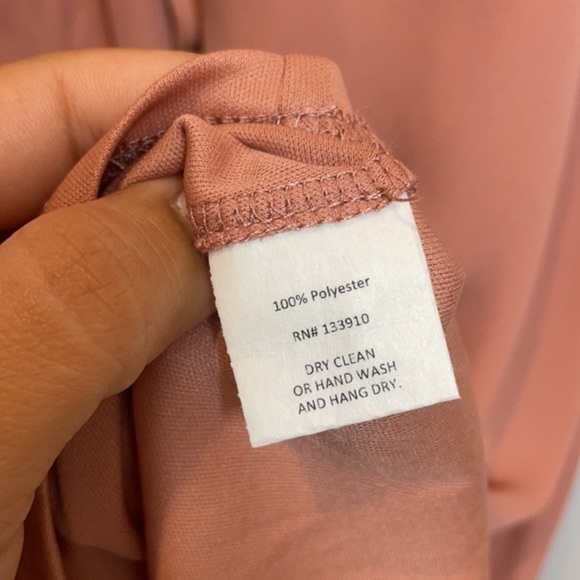 100% Polyester
RN# 133910
DRY CLEAN
OR HAND WASH
AND HANG DRY.